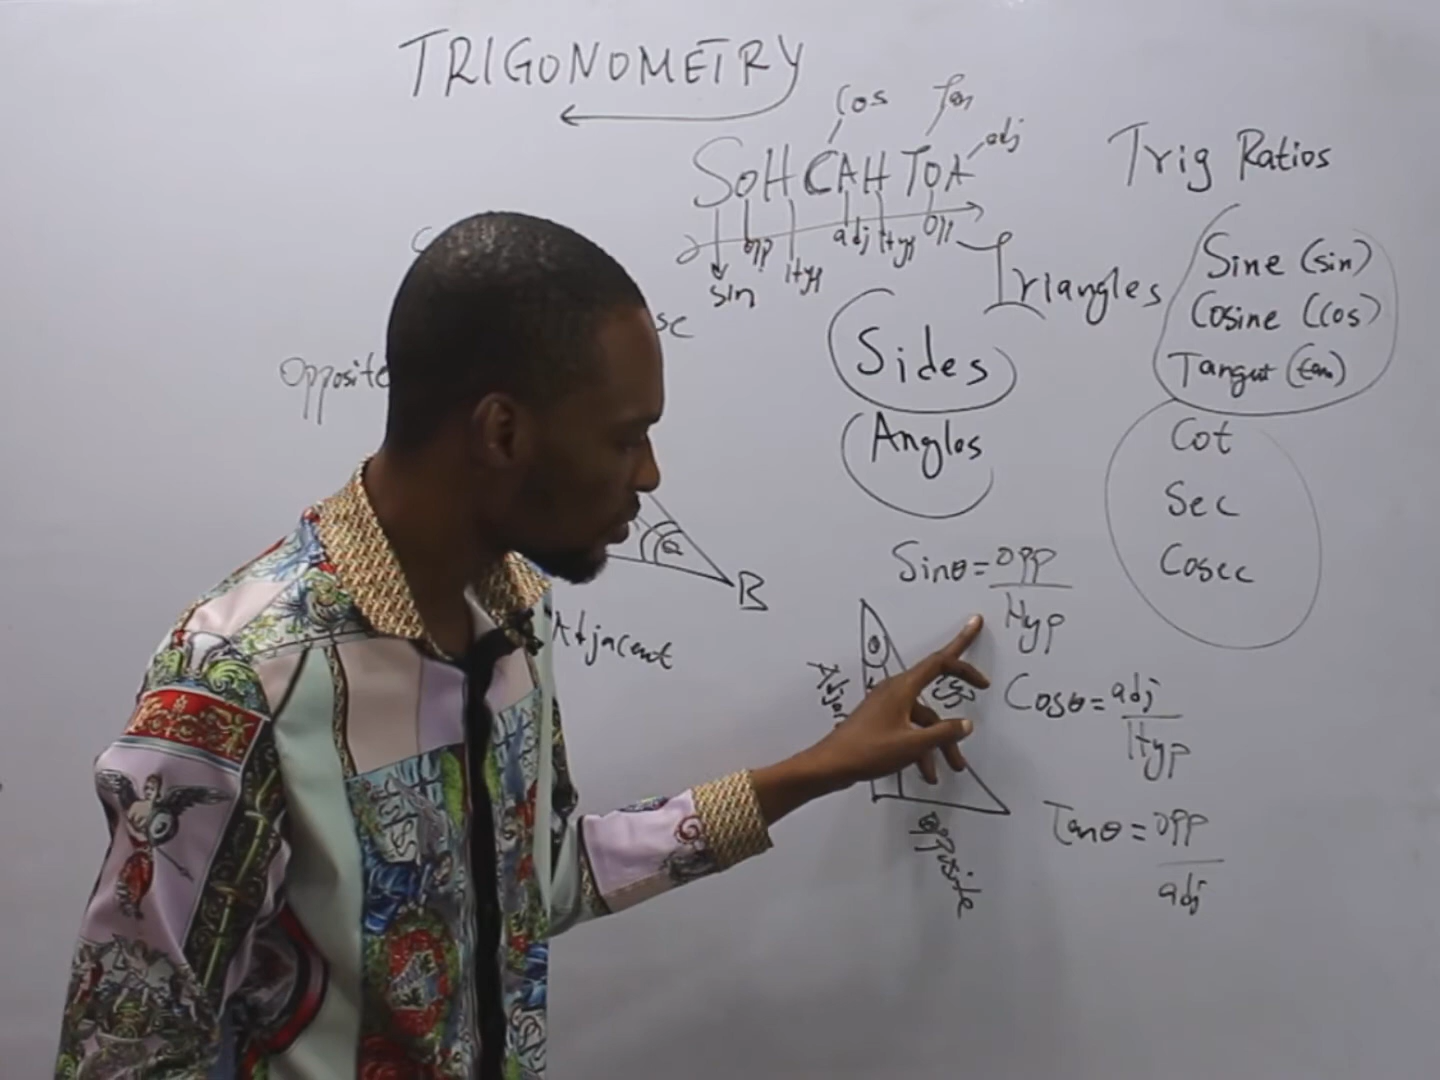 TRIGONOMETRY
Cos
Tan
SOH CAH TOA
adj
opp
Hyp
adj
Hyp
opp
sin
Triangles
Trig Ratios
Sine (sin)
Cosine (cos)
Tangent (tan)
Cot
Sec
Cosec
Sides
Angles
Opposite
B
Adjacent
Sinθ = opp
Hyp
θ
Cosθ = adj
Hyp
Tanθ = opp
adj
opposite